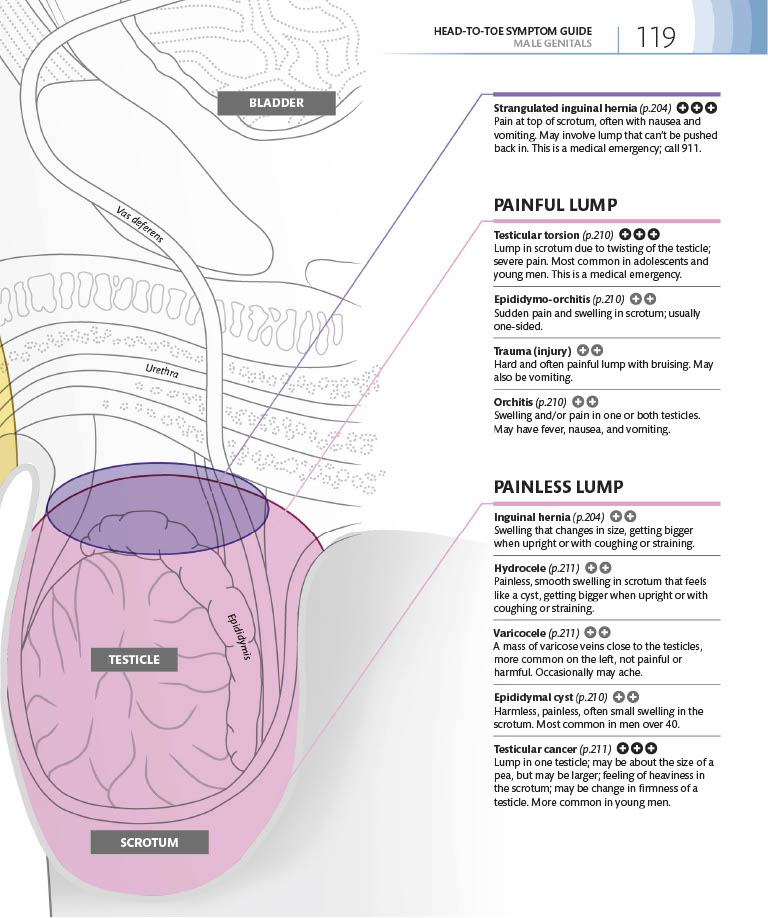 HEAD-TO-TOE SYMPTOM GUIDE
MALE GENITALS
119
BLADDER
Vas deferens
Urethra
Epididymis
TESTICLE
SCROTUM
Strangulated inguinal hernia (p.204)
Pain at top of scrotum, often with nausea and
vomiting. May involve lump that can't be pushed
back in. This is a medical emergency; call 911.
PAINFUL LUMP
Testicular torsion (p.210)
Lump in scrotum due to twisting of the testicle;
severe pain. Most common in adolescents and
young men. This is a medical emergency.
Epididymo-orchitis (p.210)
Sudden pain and swelling in scrotum; usually
one-sided.
Trauma (injury)
Hard and often painful lump with bruising. May
also be vomiting.
Orchitis (p.210)
Swelling and/or pain in one or both testicles.
May have fever, nausea, and vomiting.
PAINLESS LUMP
Inguinal hernia (p.204)
Swelling that changes in size, getting bigger
when upright or with coughing or straining.
Hydrocele (p.211)
Painless, smooth swelling in scrotum that feels
like a cyst, getting bigger when upright or with
coughing or straining.
Varicocele (p.211)
A mass of varicose veins close to the testicles,
more common on the left, not painful or
harmful. Occasionally may ache.
Epididymal cyst (p.210)
Harmless, painless, often small swelling in the
scrotum. Most common in men over 40.
Testicular cancer (p.211)
Lump in one testicle; may be about the size of a
pea, but may be larger; feeling of heaviness in
the scrotum; may be change in firmness of a
testicle. More common in young men.